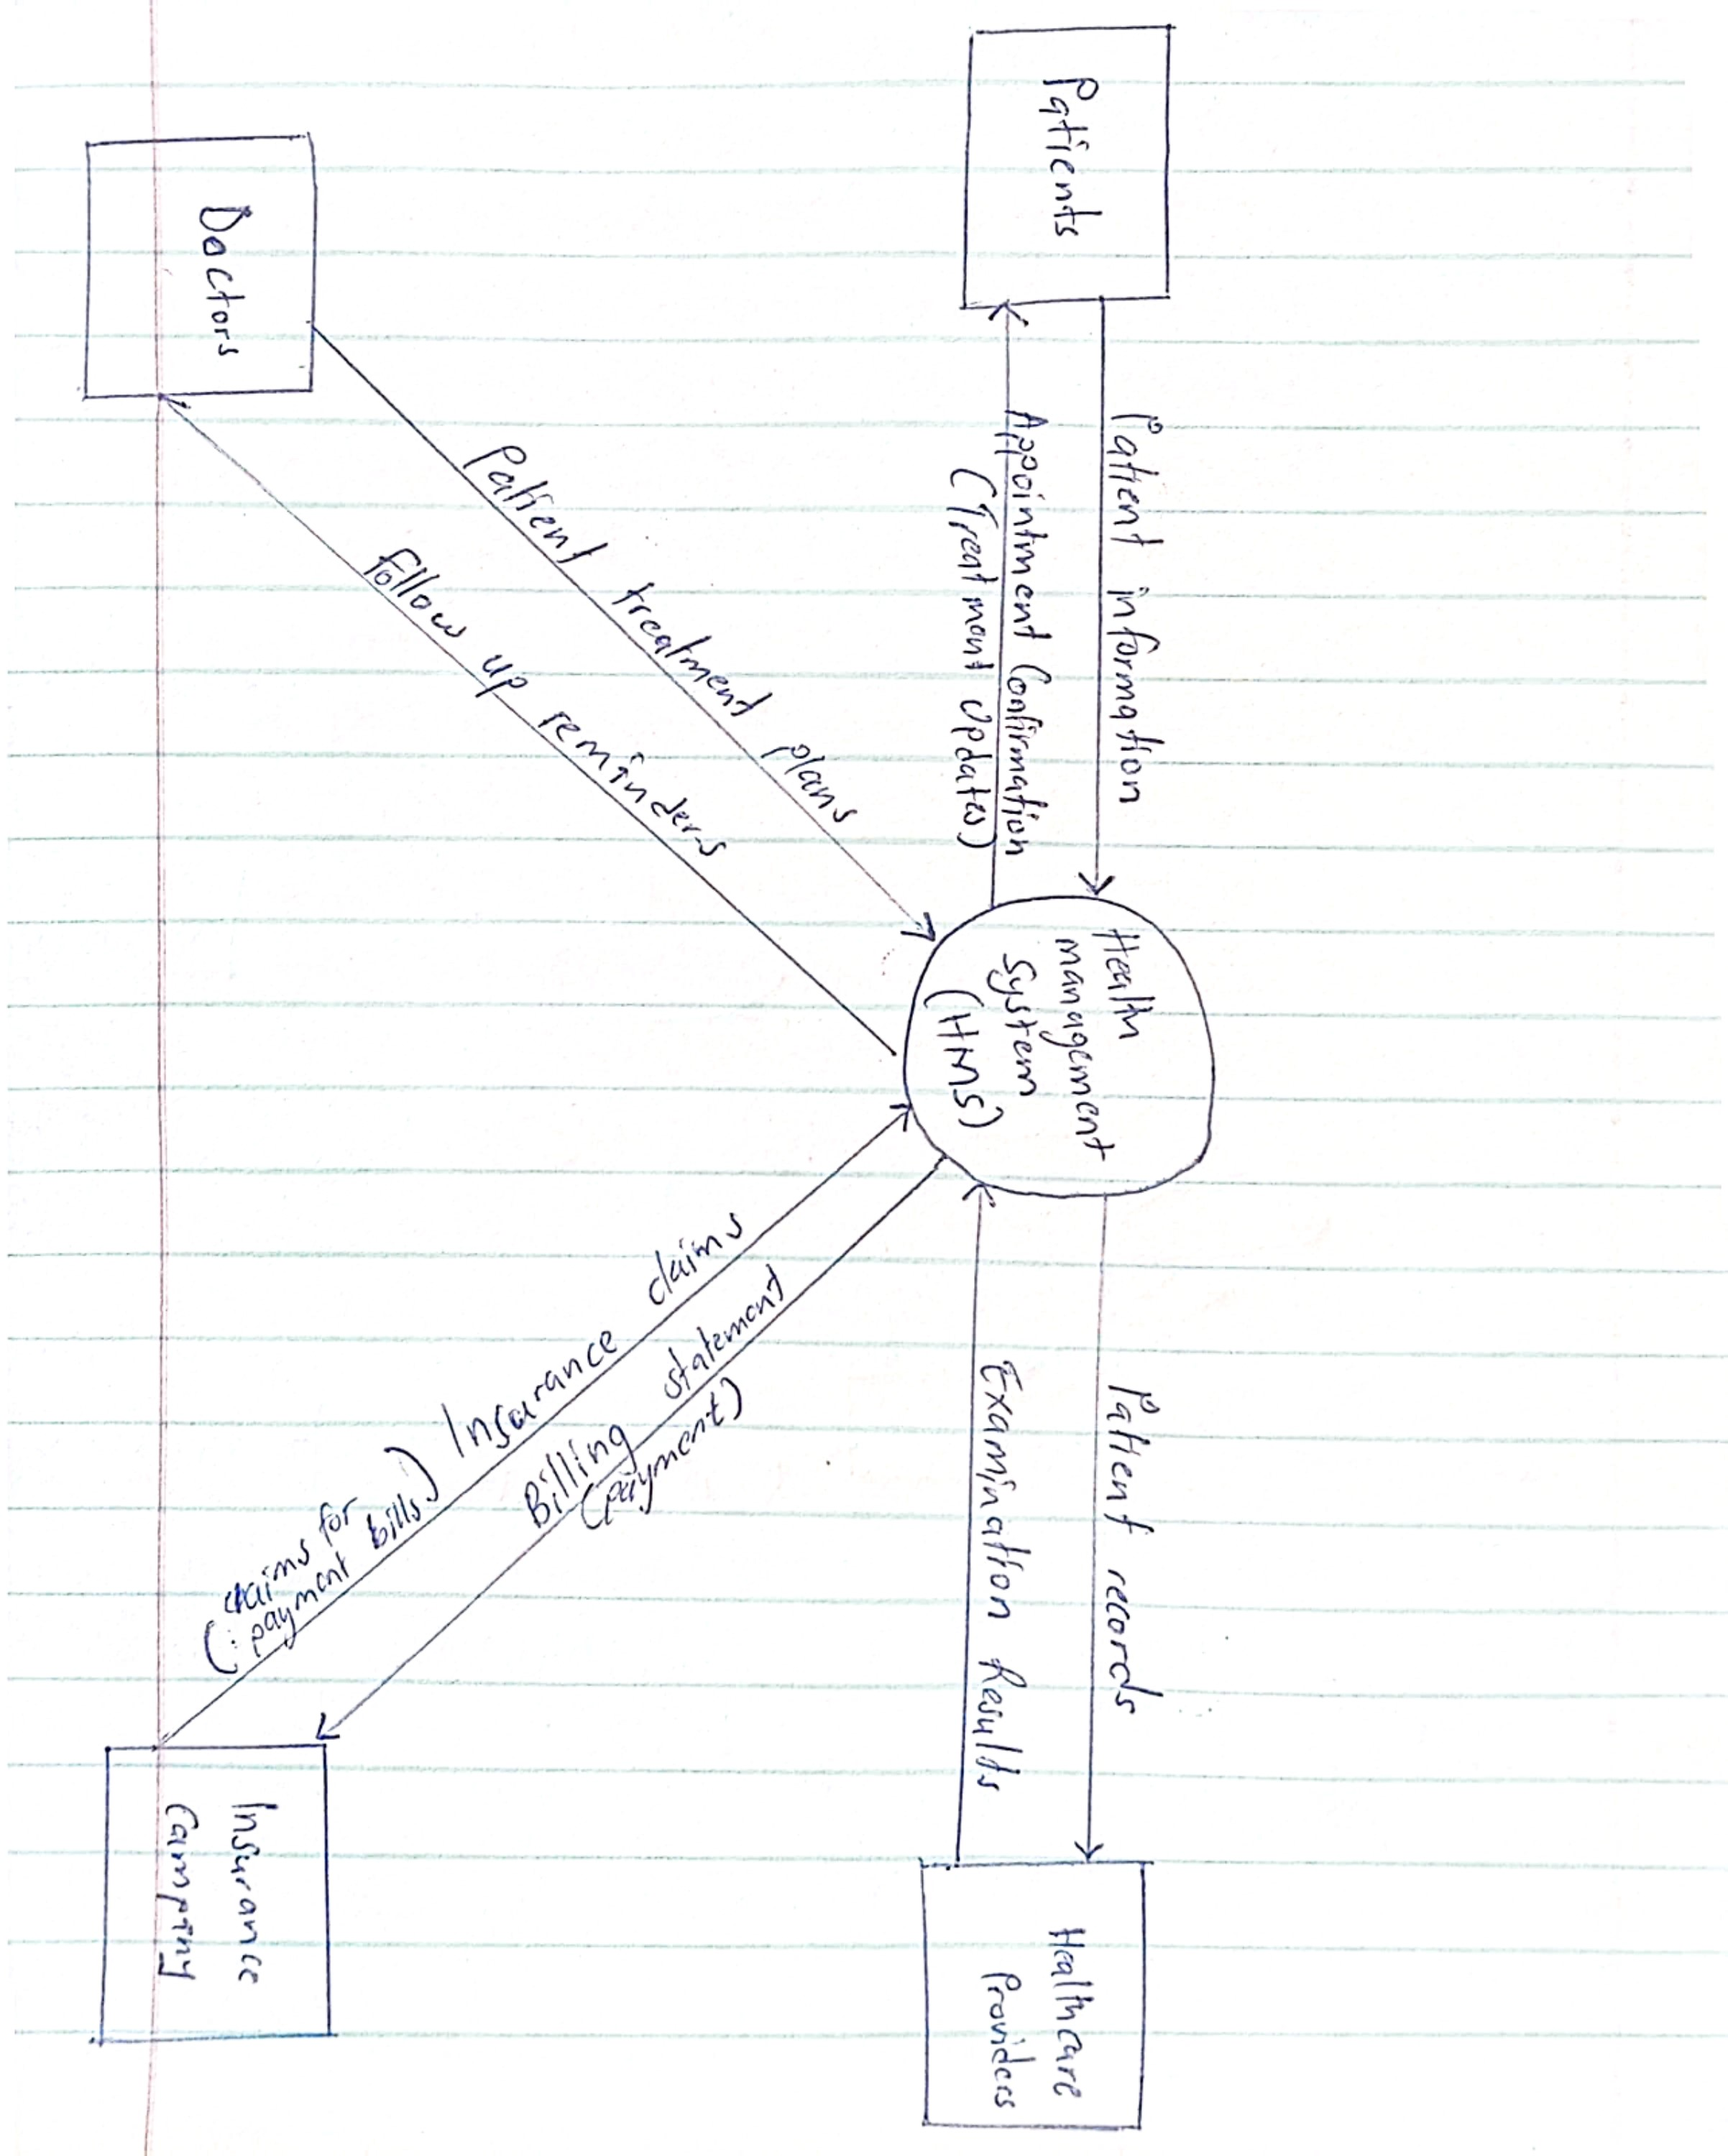 Patients
Patient information
Appointment Confirmation
(Treatment updates)
Health
management
System
(HMS)
Patient records
Examination Results
Healthcare
Providers
Doctors
Patient treatment plans
follow up reminders
Insurance claims
(claims for
payment bills)
Billing statement
(payment)
Insurance
Company